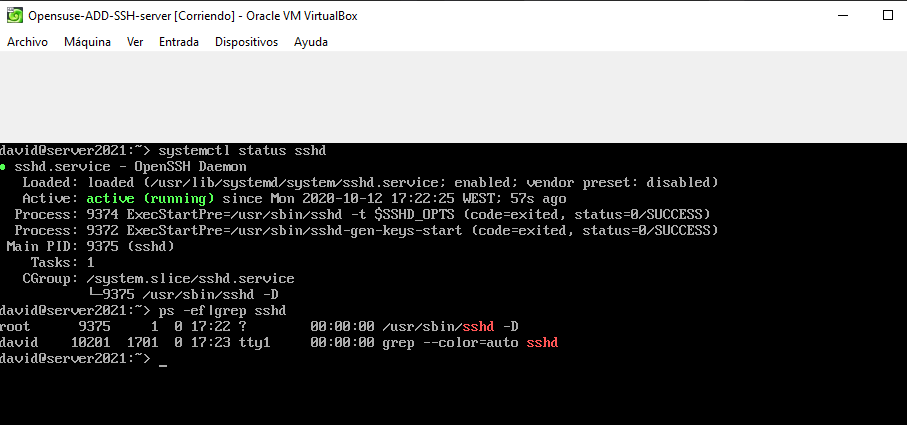 Opensuse-ADD-SSH-server [Corriendo] - Oracle VM VirtualBox
Archivo Máquina Ver Entrada Dispositivos Ayuda
david@server2021:~> systemctl status sshd
● sshd.service - OpenSSH Daemon
   Loaded: loaded (/usr/lib/systemd/system/sshd.service; enabled; vendor preset: disabled)
   Active: active (running) since Mon 2020-10-12 17:22:25 WEST; 57s ago
  Process: 9374 ExecStartPre=/usr/sbin/sshd -t $SSHD_OPTS (code=exited, status=0/SUCCESS)
  Process: 9372 ExecStartPre=/usr/sbin/sshd-gen-keys-start (code=exited, status=0/SUCCESS)
 Main PID: 9375 (sshd)
    Tasks: 1
   CGroup: /system.slice/sshd.service
           └─9375 /usr/sbin/sshd -D
david@server2021:~> ps -ef|grep sshd
root      9375     1  0 17:22 ?        00:00:00 /usr/sbin/sshd -D
david    10201  1701  0 17:23 tty1     00:00:00 grep --color=auto sshd
david@server2021:~> _